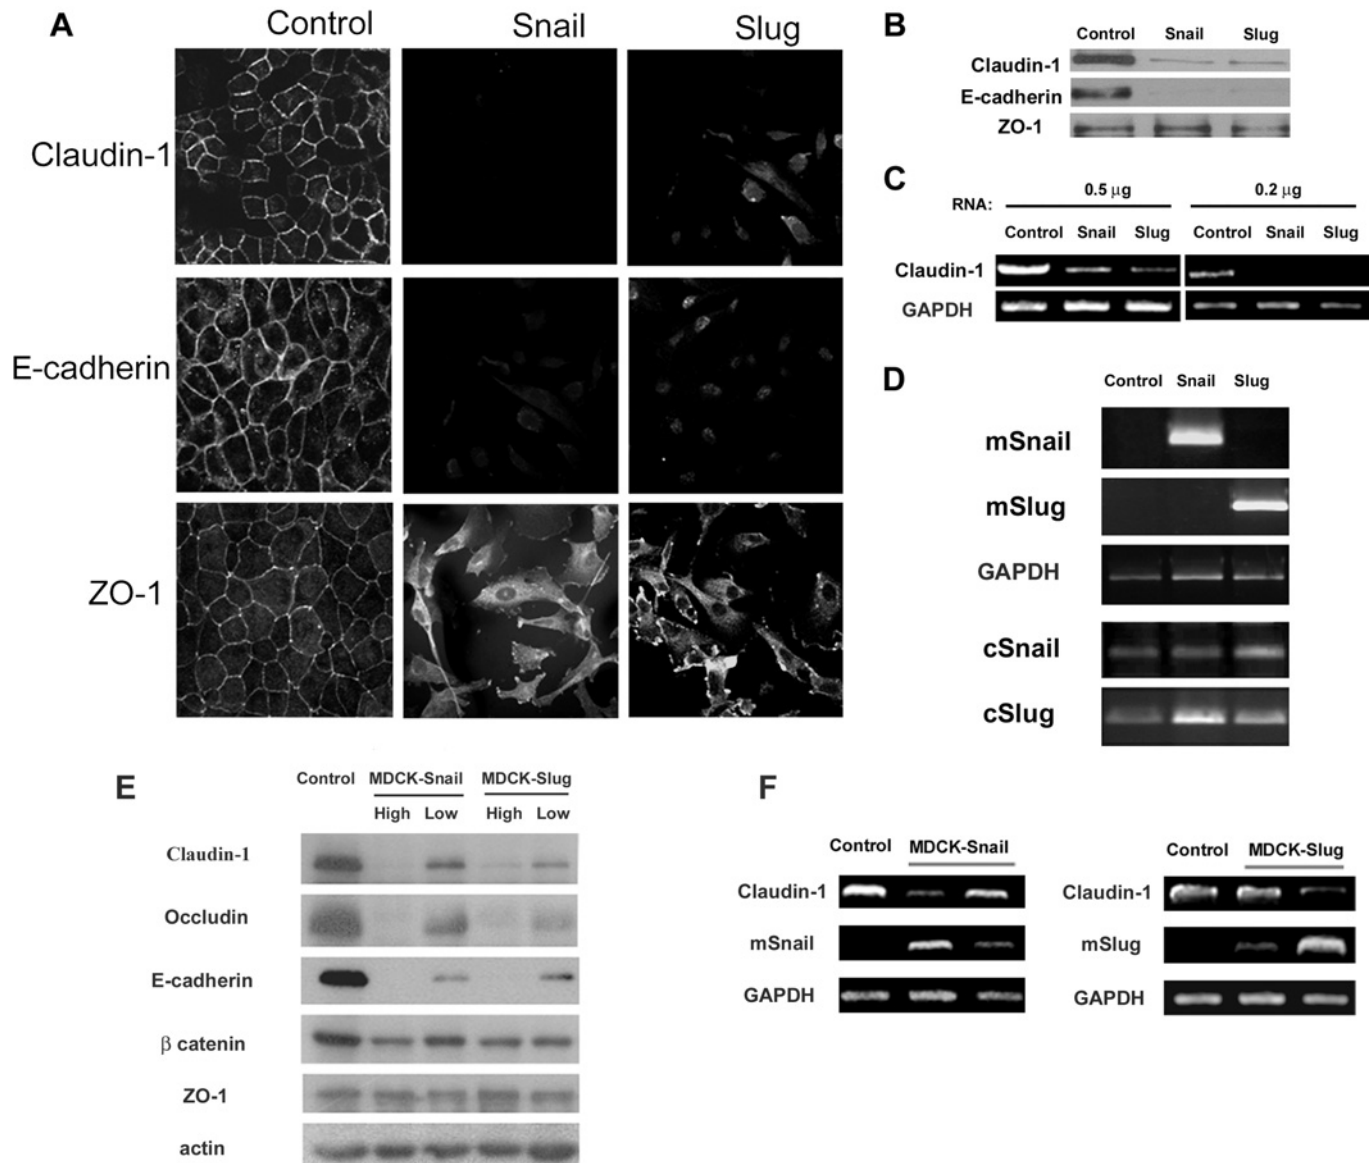 A
Control Snail Slug
Claudin-1
E-cadherin
ZO-1
B
Control Snail Slug
Claudin-1
E-cadherin
ZO-1
C
RNA: 0.5 µg 0.2 µg
Control Snail Slug Control Snail Slug
Claudin-1
GAPDH
D
Control Snail Slug
mSnail
mSlug
GAPDH
cSnail
cSlug
E
Control MDCK-Snail MDCK-Slug
High Low High Low
Claudin-1
Occludin
E-cadherin
β catenin
ZO-1
actin
F
Control MDCK-Snail
Claudin-1
mSnail
GAPDH
Control MDCK-Slug
Claudin-1
mSlug
GAPDH